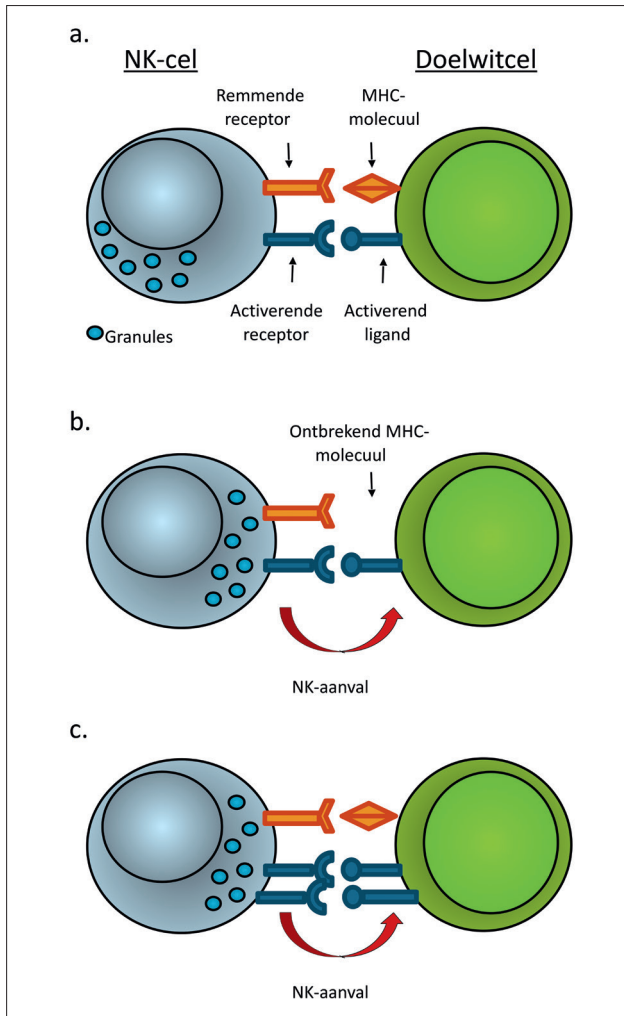 a.
NK-cel
Doelwitcel
Remmende
receptor
MHC-
molecuul
Activerende
receptor
Activerend
ligand
Granules
b.
Ontbrekend MHC-
molecuul
NK-aanval
c.
NK-aanval